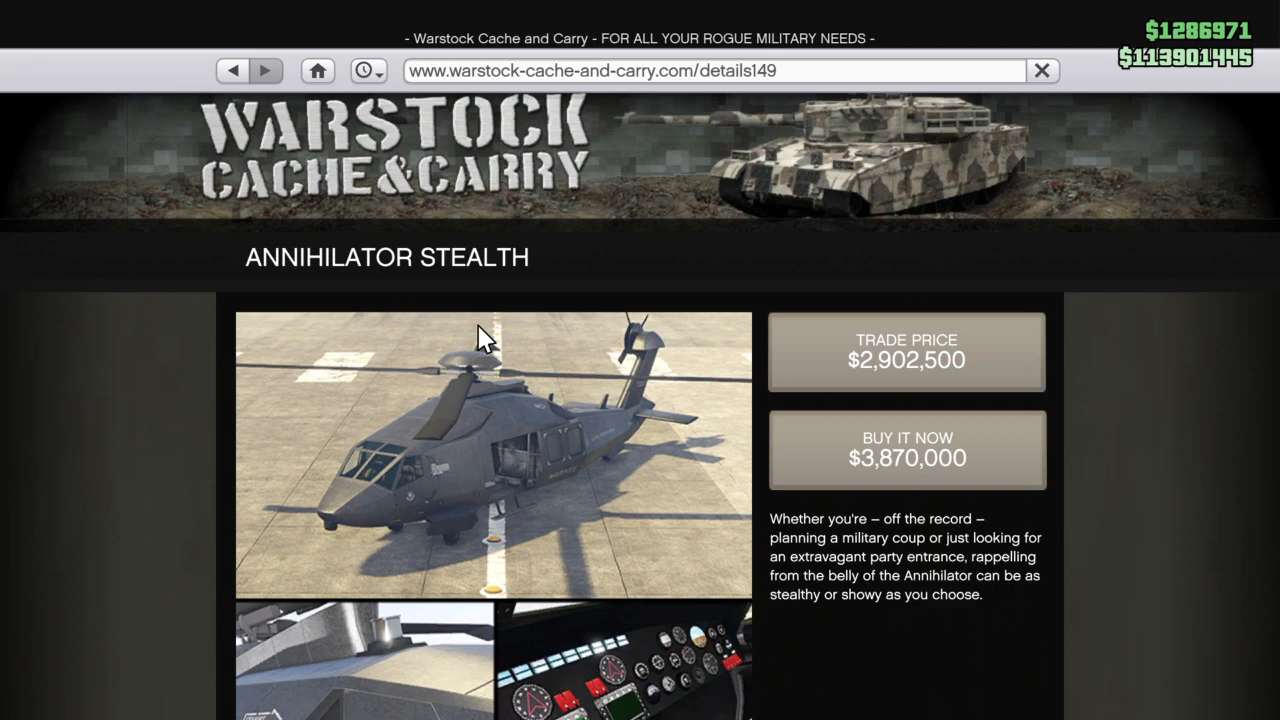 - Warstock Cache and Carry - FOR ALL YOUR ROGUE MILITARY NEEDS -
$1286971
$113901445
www.warstock-cache-and-carry.com/details149
WARSTOCK
CACHE&CARRY
ANNIHILATOR STEALTH
TRADE PRICE
$2,902,500
BUY IT NOW
$3,870,000
Whether you're – off the record –
planning a military coup or just looking for
an extravagant party entrance, rappelling
from the belly of the Annihilator can be as
stealthy or showy as you choose.